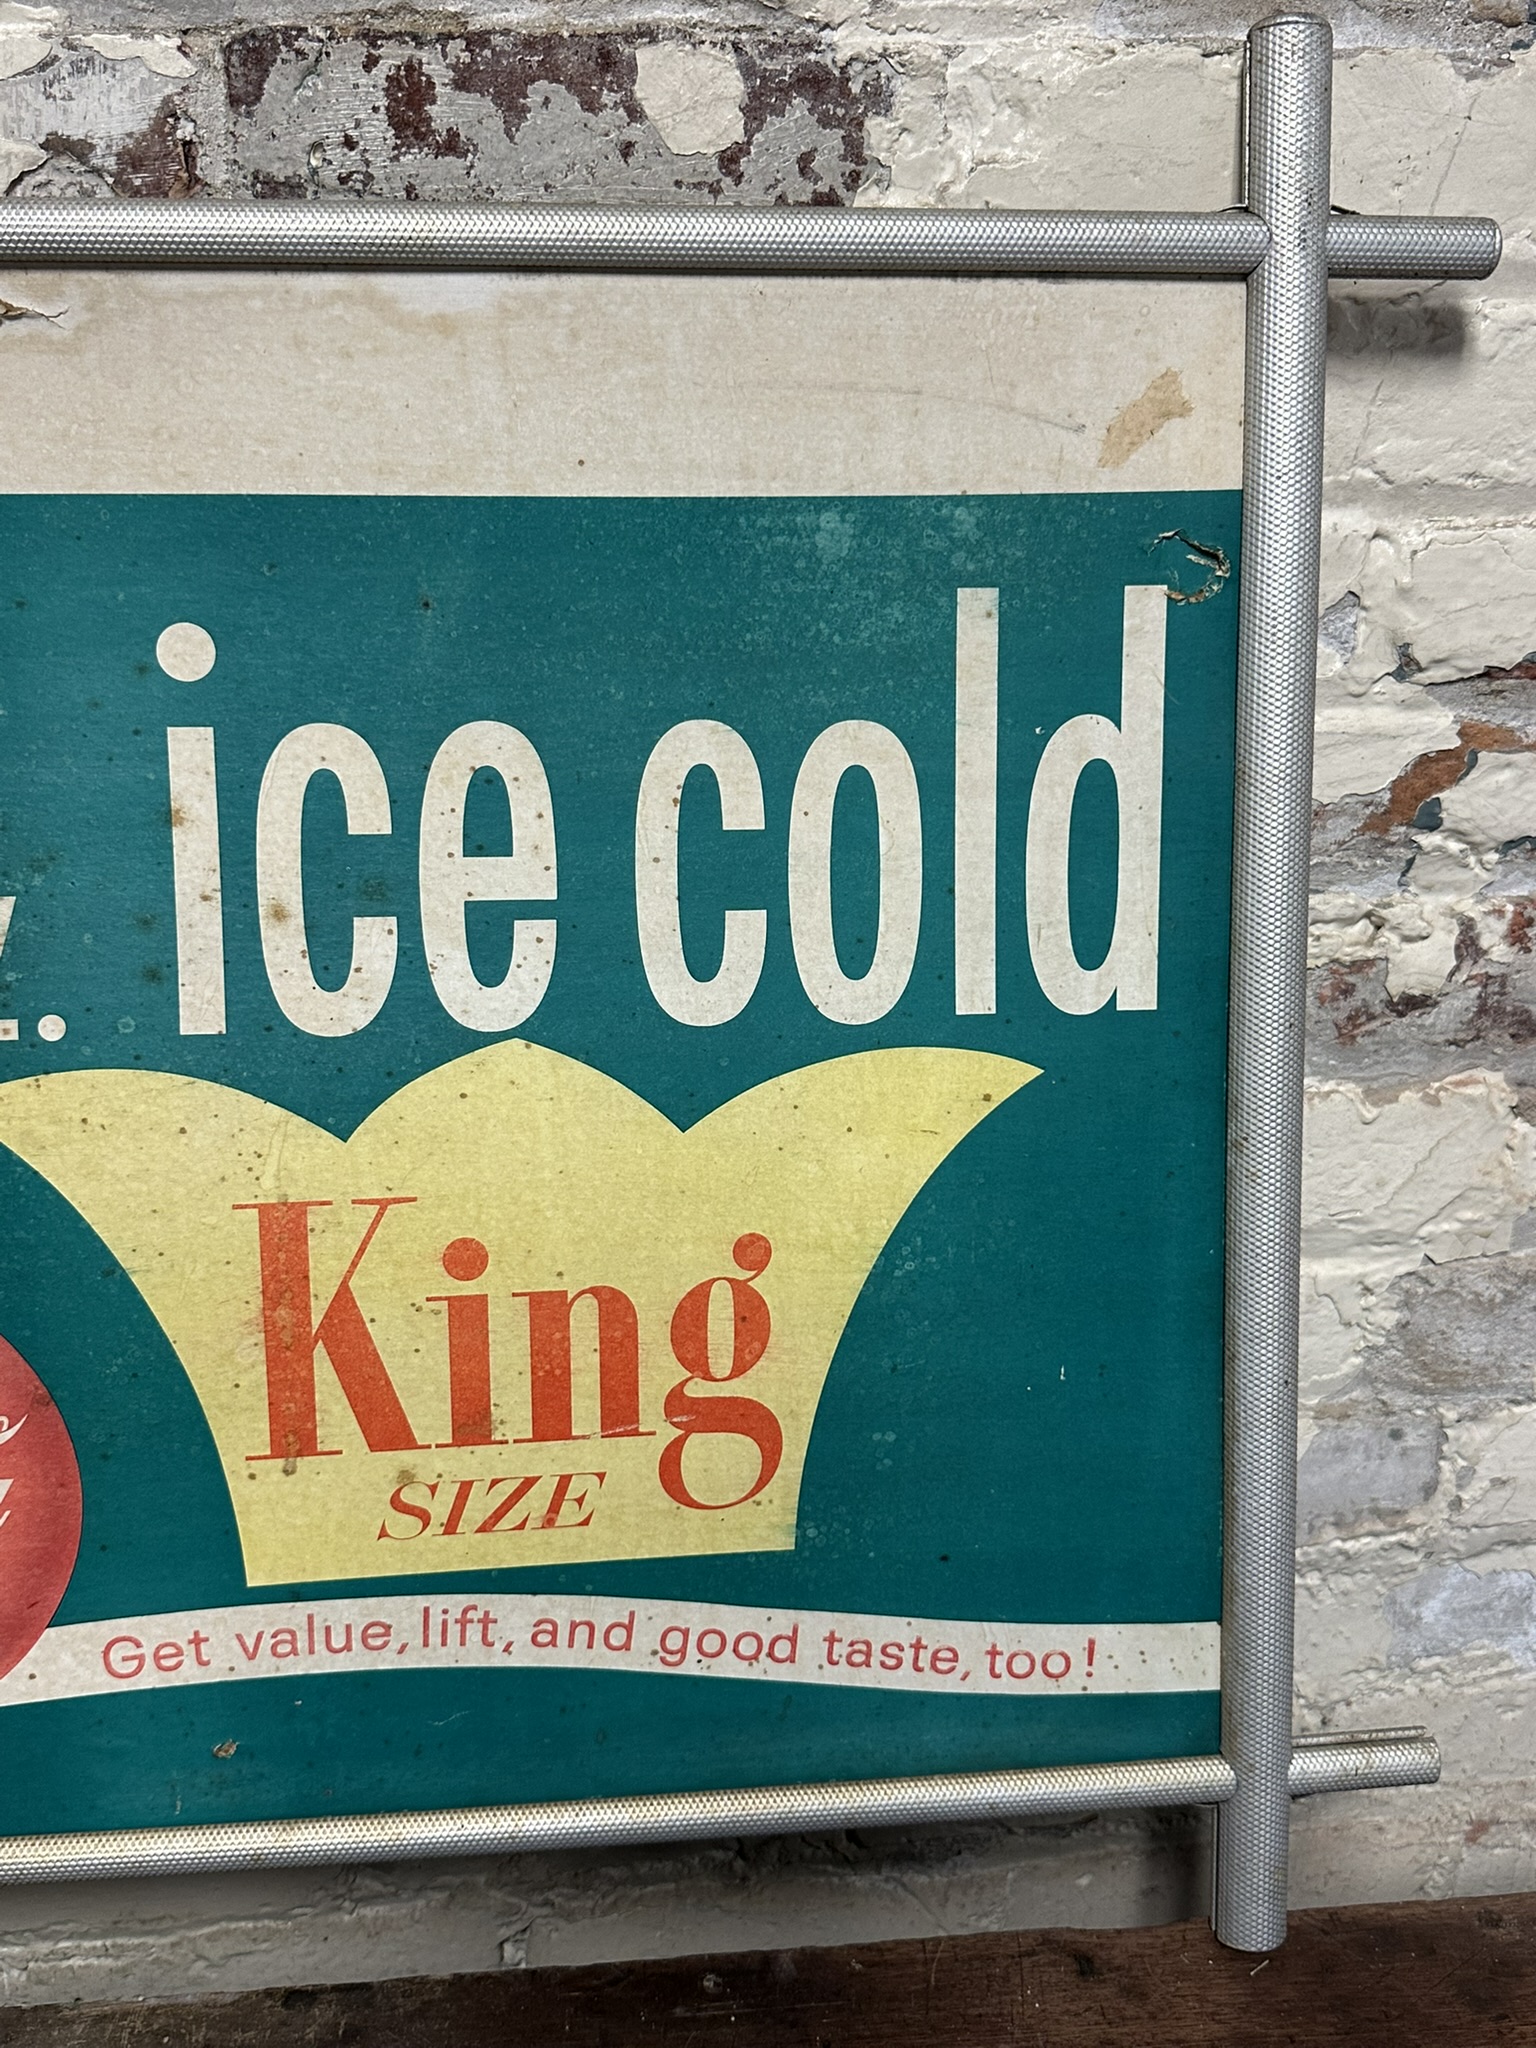 ice cold
King
SIZE
Get value, lift, and good taste, too!